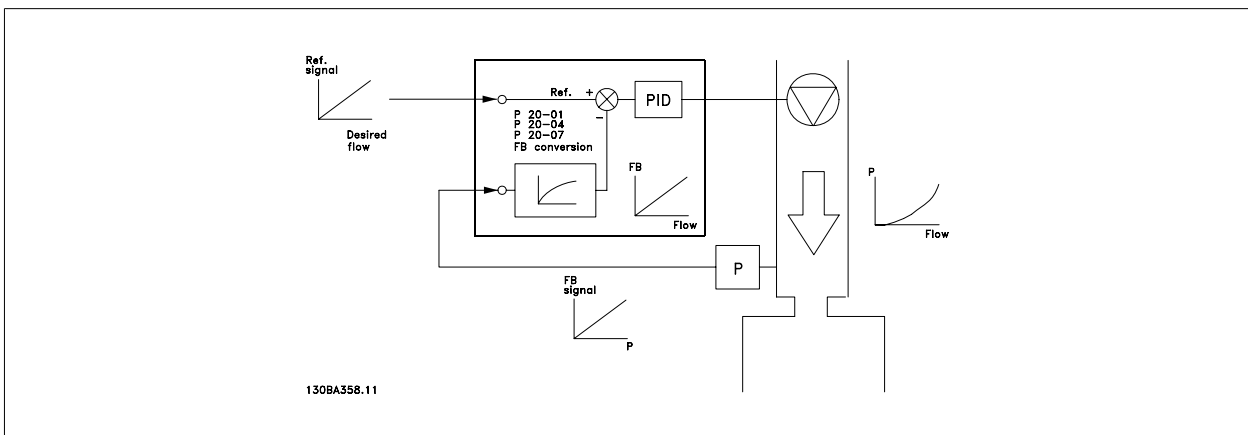 Ref.
signal
Desired
flow
Ref.
+
-
PID
P 20-01
P 20-04
P 20-07
FB conversion
FB
Flow
P
Flow
P
FB
signal
P
130BA358.11